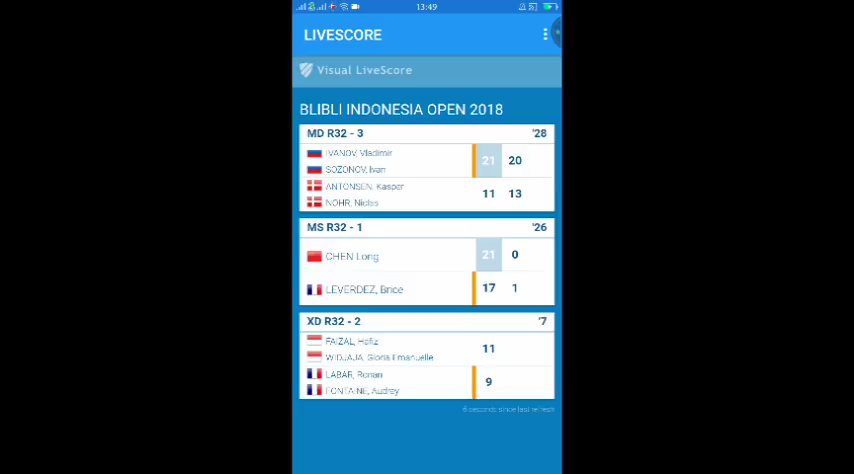 13:49
LIVESCORE
Visual LiveScore
BLIBLI INDONESIA OPEN 2018
MD R32 - 3 '28
IVANOV, Vladimir
SOZONOV, Ivan
21 20
ANTONSEN, Kasper
NOHR, Niclas
11 13
MS R32 - 1 '26
CHEN Long 21 0
LEVERDEZ, Brice 17 1
XD R32 - 2 '7
FAIZAL, Hafiz
WIDJAJA, Gloria Emanuelle
11
LABAR, Ronan
FONTAINE, Audrey
9
6 seconds since last refresh